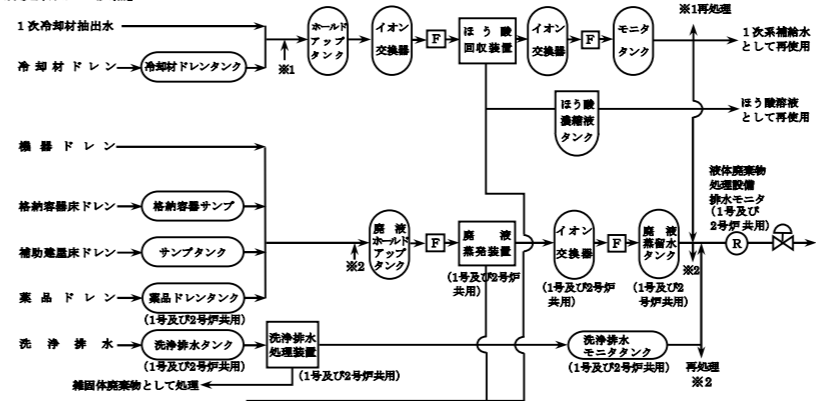 ※1再処理
1次冷却材抽出水
ホールド
アップ
タンク
イオン
交換器
F
ほう酸
回収装置
イオン
交換器
F
モニタ
タンク
1次系補給水
として再使用
※1
冷却材ドレン
冷却材ドレンタンク
ほう酸
濃縮液
タンク
ほう酸溶液
として再使用
機器ドレン
液体廃棄物
処理設備
排水モニタ
(1号及び
2号炉共用)
格納容器床ドレン
格納容器サンプ
廃液
ホールド
アップ
タンク
F
廃液
蒸発装置
(1号及び2号炉
共用)
イオン
交換器
(1号及び2号炉
共用)
F
廃液
蒸留水
タンク
(1号及び2
号炉共用)
R
※2
※2
補助建屋床ドレン
サンプタンク
薬品ドレン
薬品ドレンタンク
(1号及び2号炉共用)
洗浄排水
洗浄排水タンク
(1号及び2号炉共用)
洗浄排水
処理装置
(1号及び2号炉共用)
洗浄排水
モニタタンク
(1号及び2号炉共用)
再処理
※2
雑固体廃棄物として処理